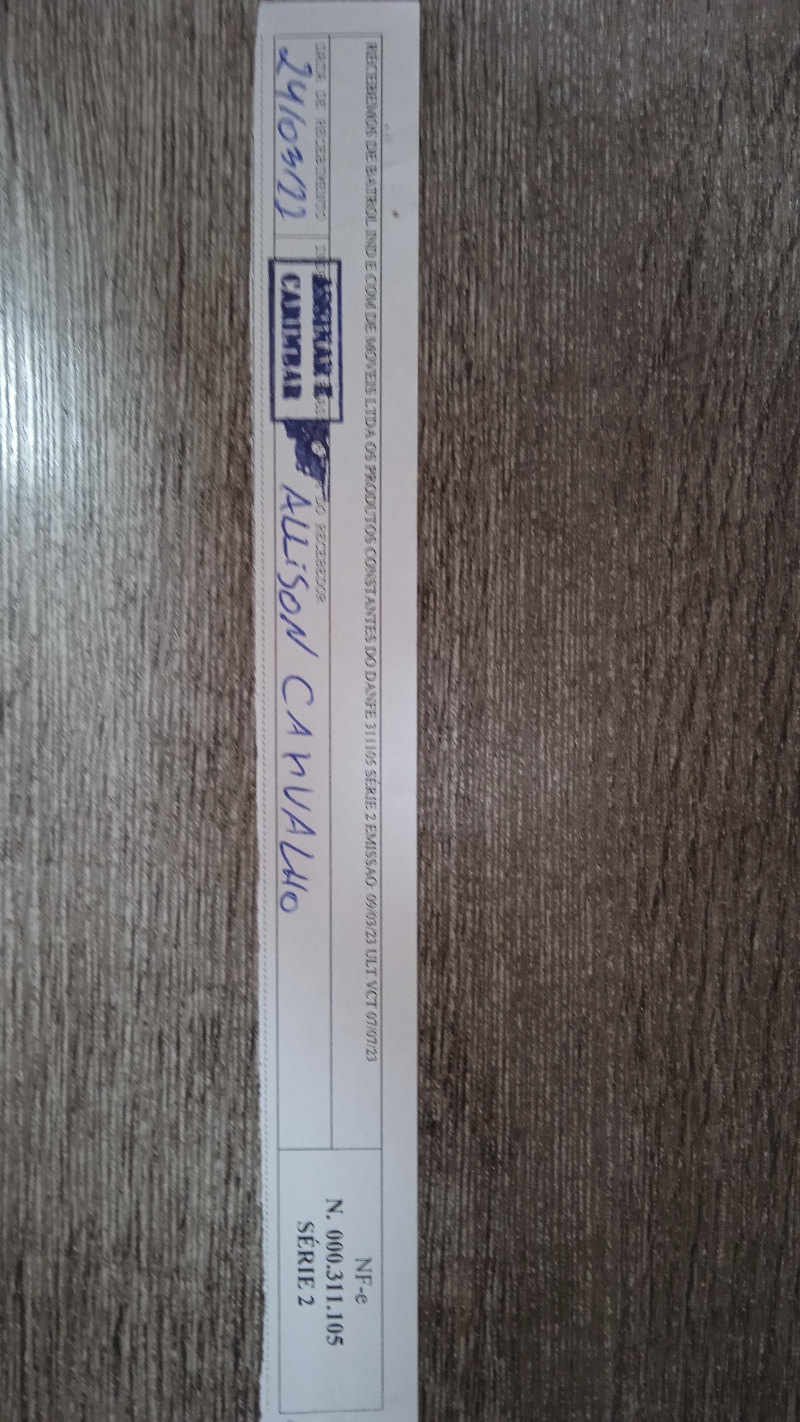 RECEBEMOS DE BATROL IND E COM DE MOVEIS LTDA OS PRODUTOS CONSTANTES DO DANFE 311105 SÉRIE 2 EMISSAO: 09/03/23 ULT VCT 07/07/23
DATA DE RECEBIMENTO
24/03/23
DO RECEBEDOR
ASSINAR E
CARIMBAR
ALLISON CARVALHO
NF-e
N. 000.311.105
SÉRIE 2